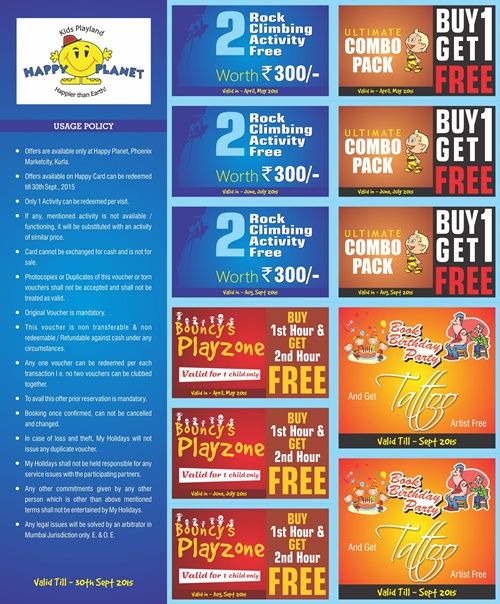 Kids Playland
HAPPY PLANET
Happier than Earth!
USAGE POLICY
Offers are available only at Happy Planet, Phoenix
Marketcity, Kurla.
Offers available on Happy Card can be redeemed
till 30th Sept., 2015
Only 1 Activity can be redeemed per visit.
If any, mentioned activity is not available /
functioning, it will be substituted with an activity
of similar price.
Card cannot be exchanged for cash and is not for
sale.
Photocopies or Duplicates of this voucher or torn
vouchers shall not be accepted and shall not be
treated as valid.
Original Voucher is mandatory.
This voucher is non transferable & non
redeemable / Refundable against cash under any
circumstances.
Any one voucher can be redeemed per each
transaction I e. no two vouchers can be clubbed
together.
To avail this offer prior reservation is mandatory.
Booking once confirmed, can not be cancelled
and changed.
In case of loss and theft, My Holidays will not
issue any duplicate voucher.
My Holidays shall not be held responsible for any
service issues with the participating partners.
Any other commitments given by any other
person which is other than above mentioned
terms shall not be entertained by My Holidays.
Any legal issues will be solved by an arbitrator in
Mumbai Jurisdiction only. E. & O. E.
Valid Till - 30th Sept 2015
2 Rock
Climbing
Activity
Free
Worth ₹300/-
Valid in - April, May 2015
ULTIMATE
COMBO
PACK
Valid in - April, May 2015
BUY 1
GET
FREE
2 Rock
Climbing
Activity
Free
Worth ₹300/-
Valid in - June, July 2015
ULTIMATE
COMBO
PACK
Valid in - June, July 2015
BUY 1
GET
FREE
2 Rock
Climbing
Activity
Free
Worth ₹300/-
Valid in - Aug, Sept 2015
ULTIMATE
COMBO
PACK
Valid in - Aug, Sept 2015
BUY 1
GET
FREE
Bouncy's
Playzone
Valid for 1 child only
Valid in - April, May 2015
BUY
1st Hour &
GET
2nd Hour
FREE
Book
Birthday
Party
And Get Tattoo Artist Free
Valid Till - Sept 2015
Bouncy's
Playzone
Valid for 1 child only
Valid in - June, July 2015
BUY
1st Hour &
GET
2nd Hour
FREE
Bouncy's
Playzone
Valid for 1 child only
Valid in - Aug, Sept 2015
BUY
1st Hour &
GET
2nd Hour
FREE
Book
Birthday
Party
And Get Tattoo Artist Free
Valid Till - Sept 2015